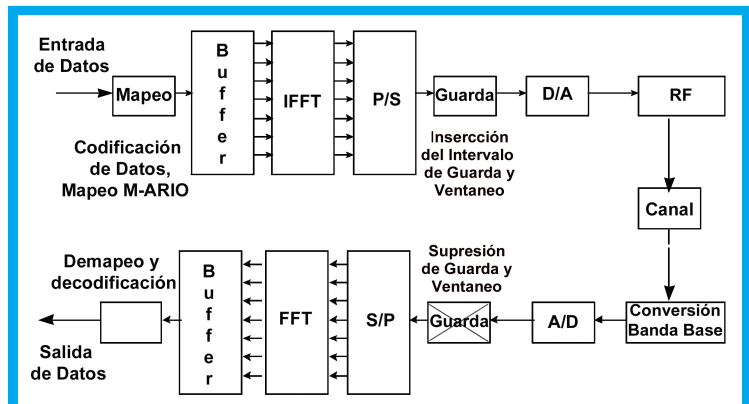 Entrada
de Datos
Mapeo
Codificación
de Datos,
Mapeo M-ARIO
B
u
f
f
e
r
IFFT
P/S
Guarda
Insercción
del Intervalo
de Guarda y
Ventaneo
D/A
RF
Canal
Conversión
Banda Base
A/D
Supresión
de Guarda y
Ventaneo
Guarda
S/P
FFT
B
u
f
f
e
r
Demapeo y
decodificación
Salida
de Datos